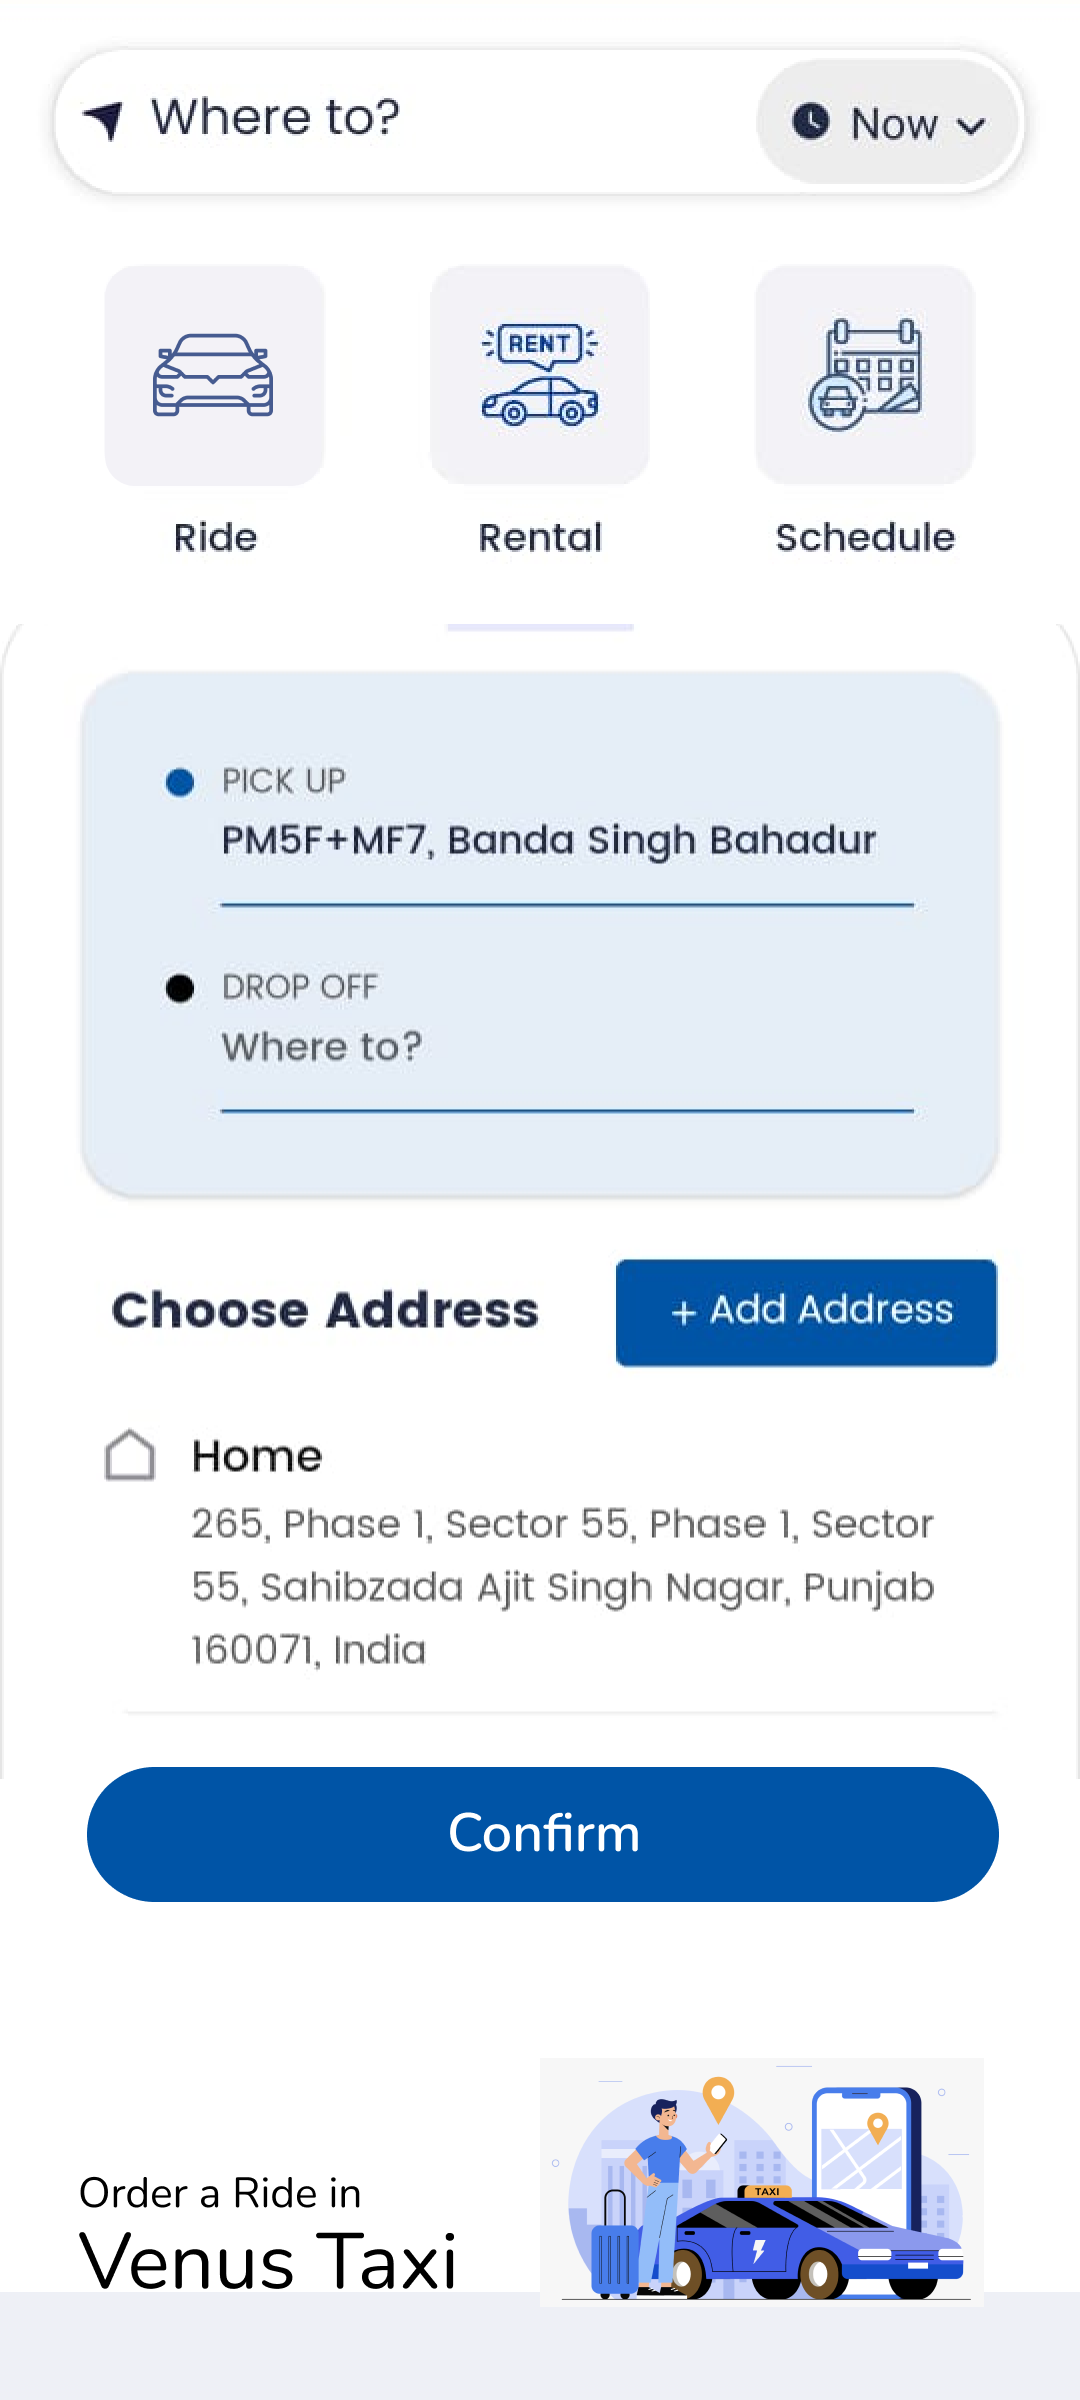 Where to?
Now
RENT
Ride
Rental
Schedule
PICK UP
PM5F+MF7, Banda Singh Bahadur
DROP OFF
Where to?
Choose Address
+ Add Address
Home
265, Phase 1, Sector 55, Phase 1, Sector
55, Sahibzada Ajit Singh Nagar, Punjab
160071, India
Confirm
Order a Ride in
Venus Taxi
TAXI